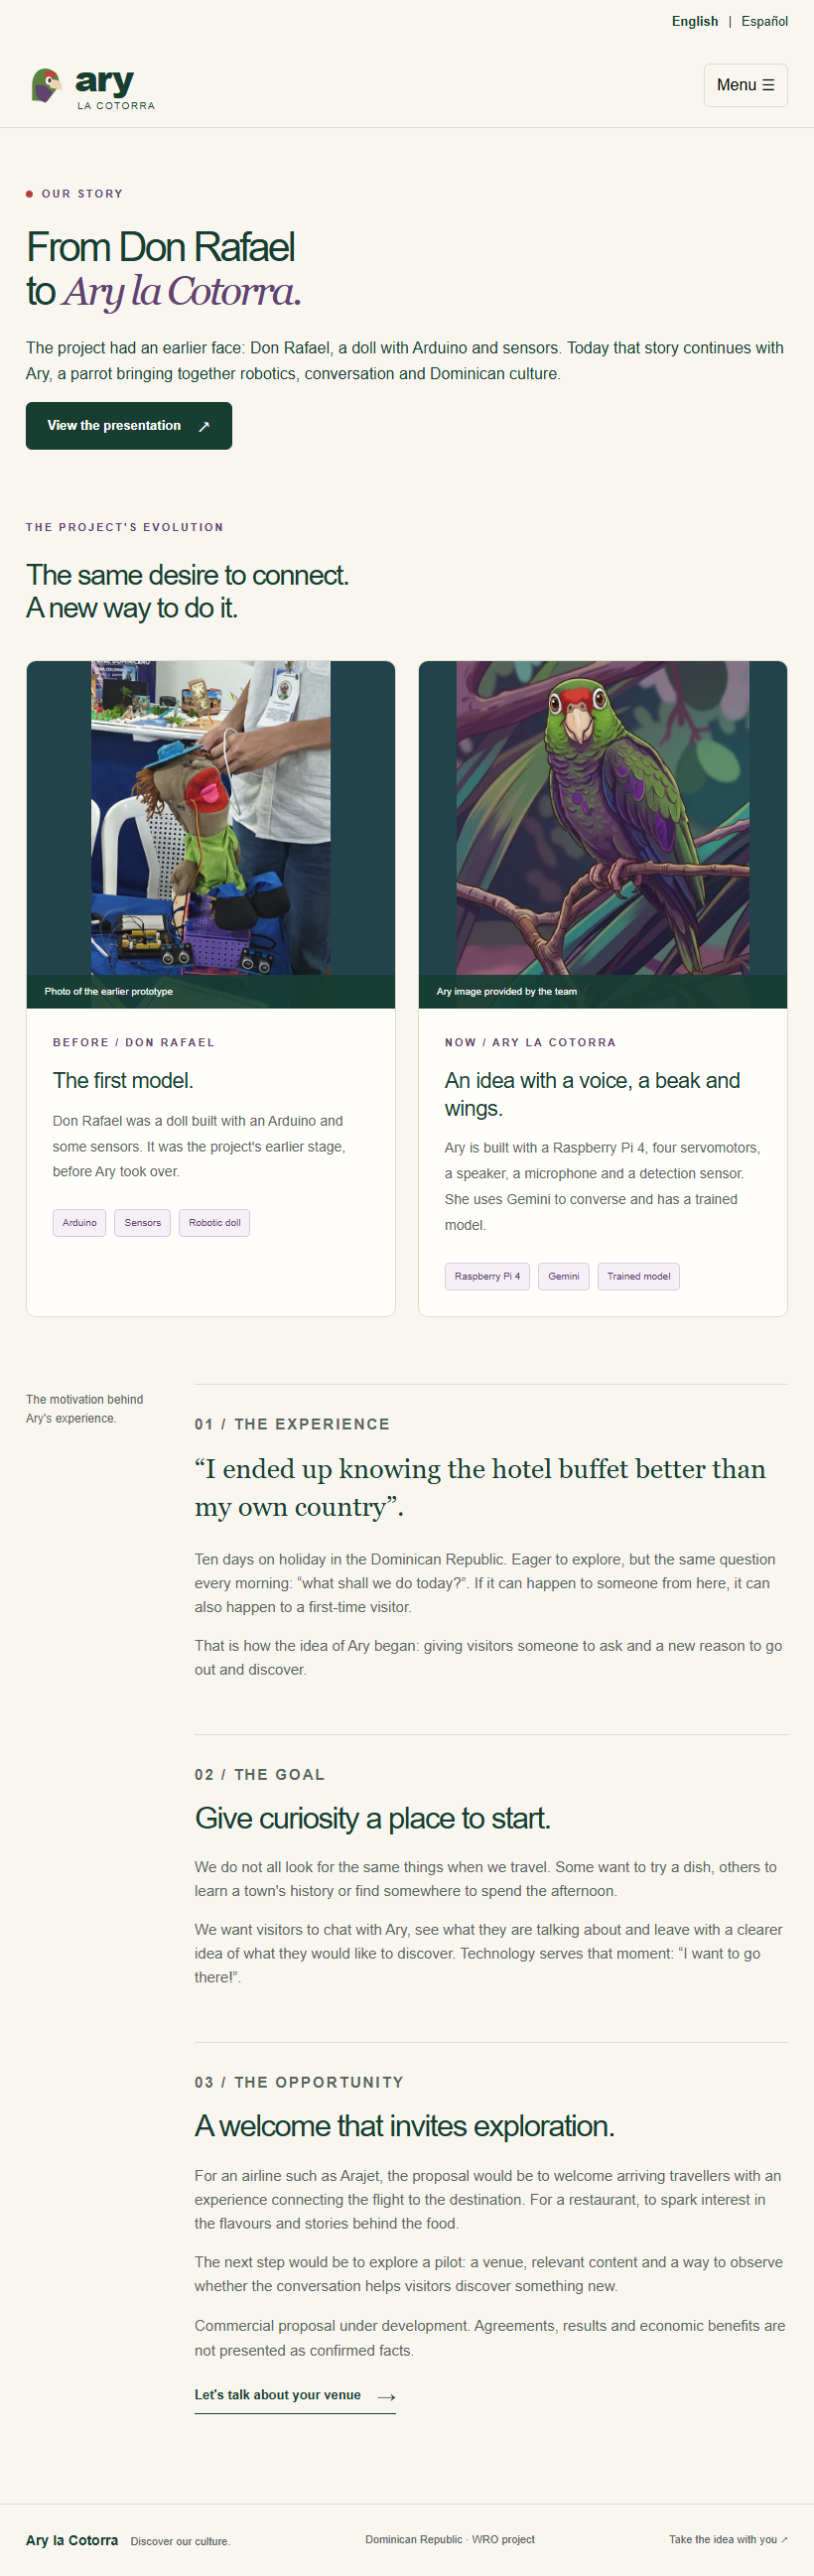 English | Español
ary
LA COTORRA
Menu ☰
OUR STORY
From Don Rafael
to Ary la Cotorra.
The project had an earlier face: Don Rafael, a doll with Arduino and sensors. Today that story continues with
Ary, a parrot bringing together robotics, conversation and Dominican culture.
View the presentation ↗
THE PROJECT'S EVOLUTION
The same desire to connect.
A new way to do it.
Photo of the earlier prototype
BEFORE / DON RAFAEL
The first model.
Don Rafael was a doll built with an Arduino and
some sensors. It was the project's earlier stage,
before Ary took over.
Arduino
Sensors
Robotic doll
Ary image provided by the team
NOW / ARY LA COTORRA
An idea with a voice, a beak and
wings.
Ary is built with a Raspberry Pi 4, four servomotors,
a speaker, a microphone and a detection sensor.
She uses Gemini to converse and has a trained
model.
Raspberry Pi 4
Gemini
Trained model
The motivation behind
Ary's experience.
01 / THE EXPERIENCE
“I ended up knowing the hotel buffet better than
my own country”.
Ten days on holiday in the Dominican Republic. Eager to explore, but the same question
every morning: “what shall we do today?”. If it can happen to someone from here, it can
also happen to a first-time visitor.
That is how the idea of Ary began: giving visitors someone to ask and a new reason to go
out and discover.
02 / THE GOAL
Give curiosity a place to start.
We do not all look for the same things when we travel. Some want to try a dish, others to
learn a town's history or find somewhere to spend the afternoon.
We want visitors to chat with Ary, see what they are talking about and leave with a clearer
idea of what they would like to discover. Technology serves that moment: “I want to go
there!”.
03 / THE OPPORTUNITY
A welcome that invites exploration.
For an airline such as Arajet, the proposal would be to welcome arriving travellers with an
experience connecting the flight to the destination. For a restaurant, to spark interest in
the flavours and stories behind the food.
The next step would be to explore a pilot: a venue, relevant content and a way to observe
whether the conversation helps visitors discover something new.
Commercial proposal under development. Agreements, results and economic benefits are
not presented as confirmed facts.
Let's talk about your venue →
Ary la Cotorra Discover our culture.
Dominican Republic · WRO project
Take the idea with you ↗